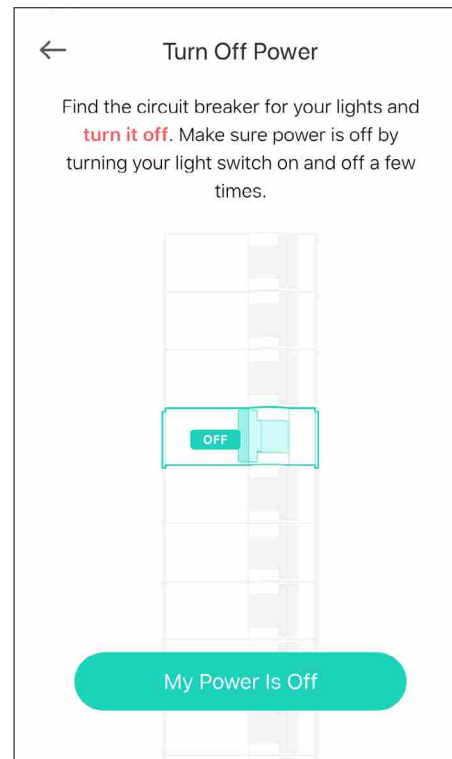 Turn Off Power
Find the circuit breaker for your lights and
turn it off. Make sure power is off by
turning your light switch on and off a few
times.
OFF
My Power Is Off